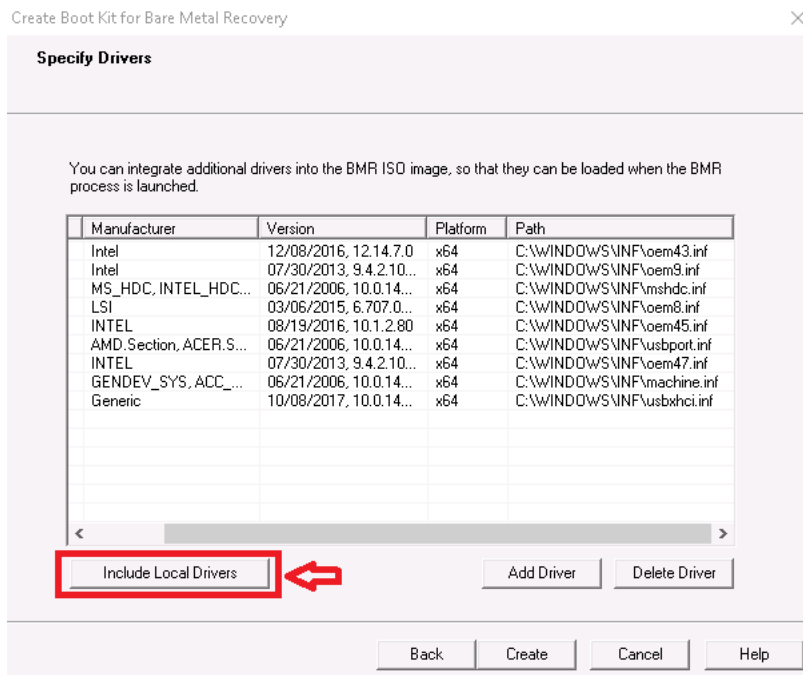 Create Boot Kit for Bare Metal Recovery
Specify Drivers
You can integrate additional drivers into the BMR ISO image, so that they can be loaded when the BMR
process is launched.
Manufacturer Version Platform Path
Intel 12/08/2016, 12.14.7.0 x64 C:\WINDOWS\INF\oem43.inf
Intel 07/30/2013, 9.4.2.10... x64 C:\WINDOWS\INF\oem9.inf
MS_HDC, INTEL_HDC... 06/21/2006, 10.0.14... x64 C:\WINDOWS\INF\mshdc.inf
LSI 03/06/2015, 6.707.0... x64 C:\WINDOWS\INF\oem8.inf
INTEL 08/19/2016, 10.1.2.80 x64 C:\WINDOWS\INF\oem45.inf
AMD.Section, ACER.S... 06/21/2006, 10.0.14... x64 C:\WINDOWS\INF\usbport.inf
INTEL 07/30/2013, 9.4.2.10... x64 C:\WINDOWS\INF\oem47.inf
GENDEV_SYS, ACC_... 06/21/2006, 10.0.14... x64 C:\WINDOWS\INF\machine.inf
Generic 10/08/2017, 10.0.14... x64 C:\WINDOWS\INF\usbxhci.inf
Include Local Drivers Add Driver Delete Driver
Back Create Cancel Help